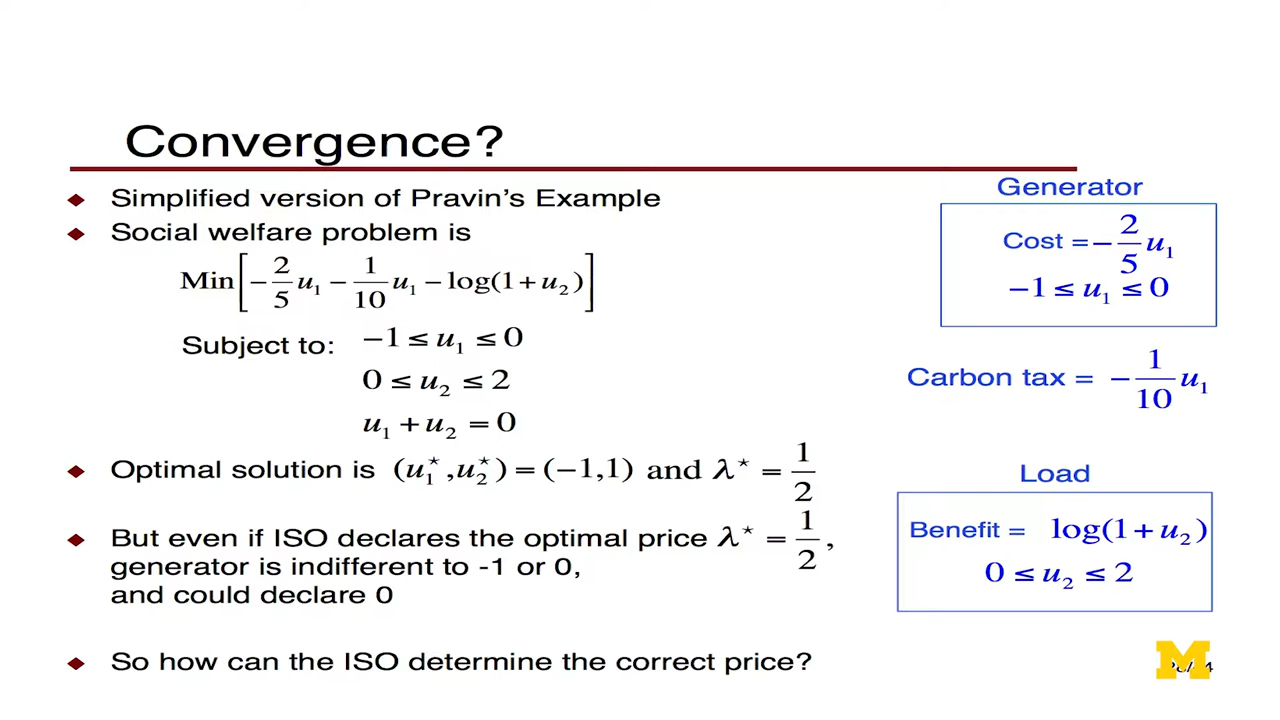 Convergence?
Simplified version of Pravin's Example
Social welfare problem is
Min[−2/5 u₁ − 1/10 u₁ − log(1+u₂)]
Subject to: −1 ≤ u₁ ≤ 0
0 ≤ u₂ ≤ 2
u₁ + u₂ = 0
Optimal solution is (u₁*, u₂*) = (−1,1) and λ* = 1/2
But even if ISO declares the optimal price λ* = 1/2,
generator is indifferent to -1 or 0,
and could declare 0
So how can the ISO determine the correct price?
Generator
Cost = −2/5 u₁
−1 ≤ u₁ ≤ 0
Carbon tax = −1/10 u₁
Load
Benefit = log(1+u₂)
0 ≤ u₂ ≤ 2
M